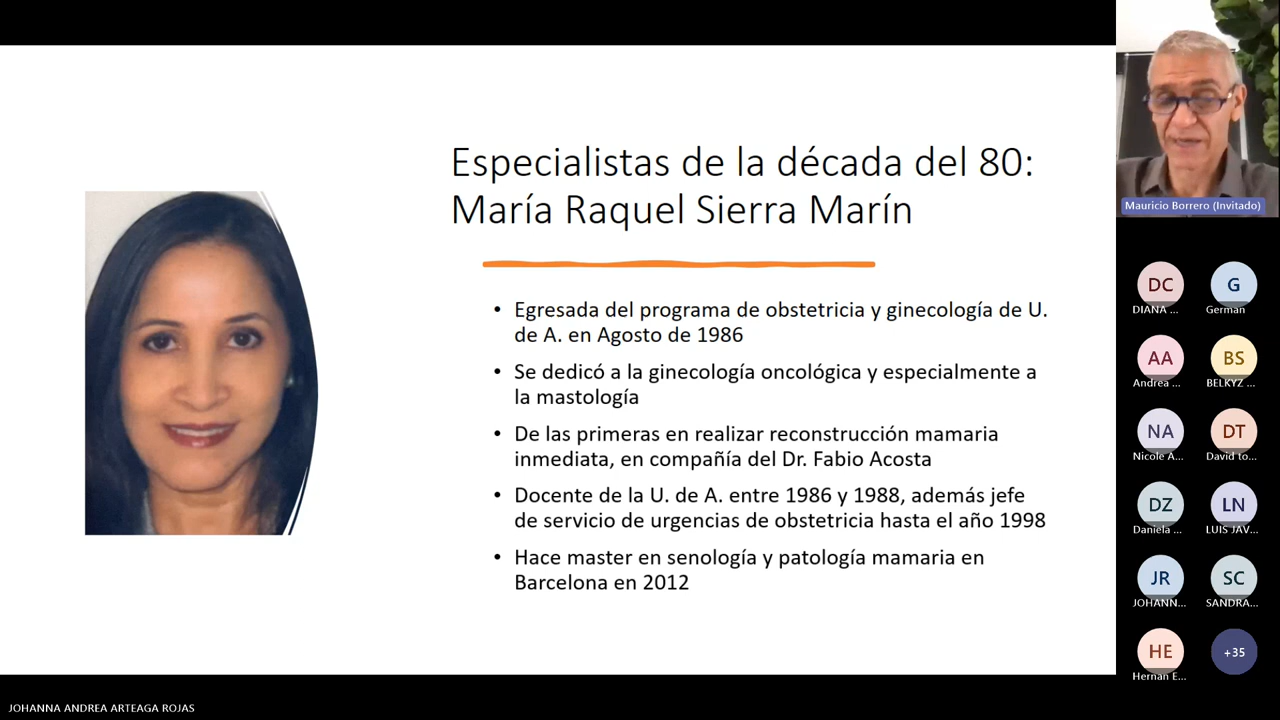 Especialistas de la década del 80:
María Raquel Sierra Marín
• Egresada del programa de obstetricia y ginecología de U.
de A. en Agosto de 1986
• Se dedicó a la ginecología oncológica y especialmente a
la mastología
• De las primeras en realizar reconstrucción mamaria
inmediata, en compañía del Dr. Fabio Acosta
• Docente de la U. de A. entre 1986 y 1988, además jefe
de servicio de urgencias de obstetricia hasta el año 1998
• Hace master en senología y patología mamaria en
Barcelona en 2012
Mauricio Borrero (Invitado)
DC G
DIANA ... German
AA BS
Andrea ... BELKYZ ...
NA DT
Nicole A... David to...
DZ LN
Daniela ... LUIS JAV...
JR SC
JOHANN... SANDRA...
HE +35
Hernan E...
JOHANNA ANDREA ARTEAGA ROJAS